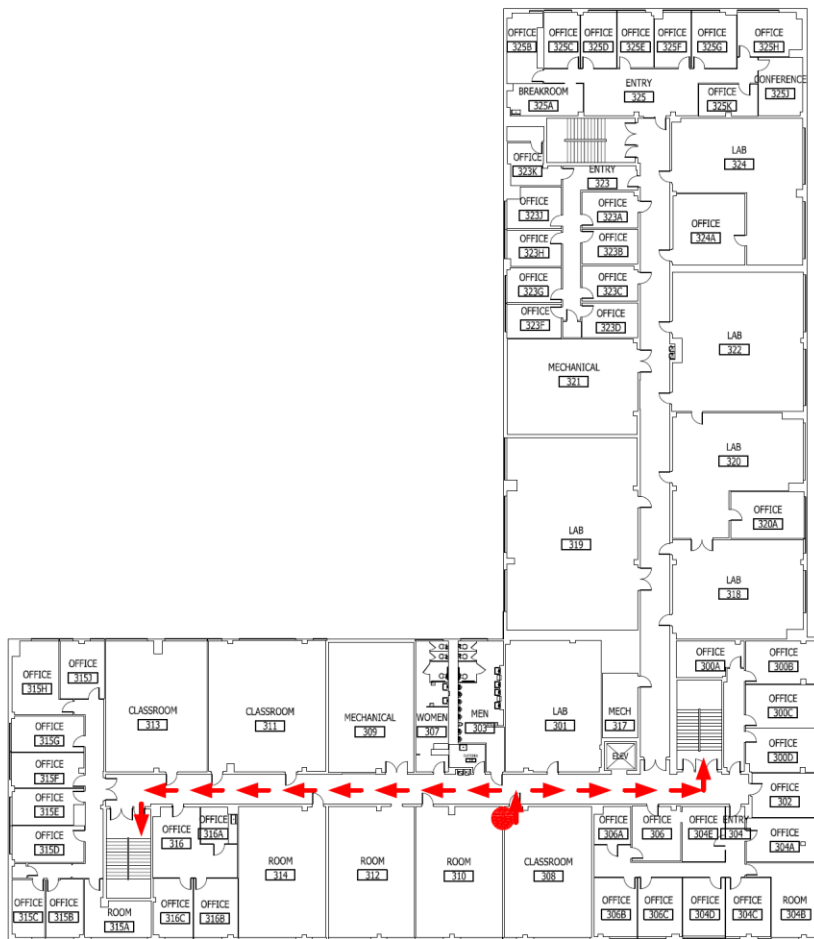 OFFICE OFFICE OFFICE OFFICE OFFICE OFFICE OFFICE
325B 325C 325D 325E 325F 325G 325H
ENTRY
325
CONFERENCE
325J
BREAKROOM
325A
OFFICE
325K
LAB
324
OFFICE
323K
ENTRY
323
OFFICE
323J
OFFICE
323A
OFFICE
324A
OFFICE
323H
OFFICE
323B
OFFICE
323G
OFFICE
323C
OFFICE
323F
OFFICE
323D
LAB
322
MECHANICAL
321
LAB
320
OFFICE
320A
LAB
319
LAB
318
OFFICE
315H
OFFICE
315J
OFFICE
300A
OFFICE
300B
CLASSROOM
313
CLASSROOM
311
MECHANICAL
309
WOMEN
307
MEN
303
LAB
301
MECH
317
OFFICE
300C
OFFICE
315G
OFFICE
300D
ELEV
OFFICE
315F
OFFICE
315E
OFFICE
302
OFFICE
315D
OFFICE
316
OFFICE
316A
OFFICE
306A
OFFICE
306
OFFICE
304E
ENTRY
304
OFFICE
304A
ROOM
314
ROOM
312
ROOM
310
CLASSROOM
308
OFFICE
315C
OFFICE
315B
ROOM
315A
OFFICE
316C
OFFICE
316B
OFFICE
306B
OFFICE
306C
OFFICE
304D
OFFICE
304C
ROOM
304B